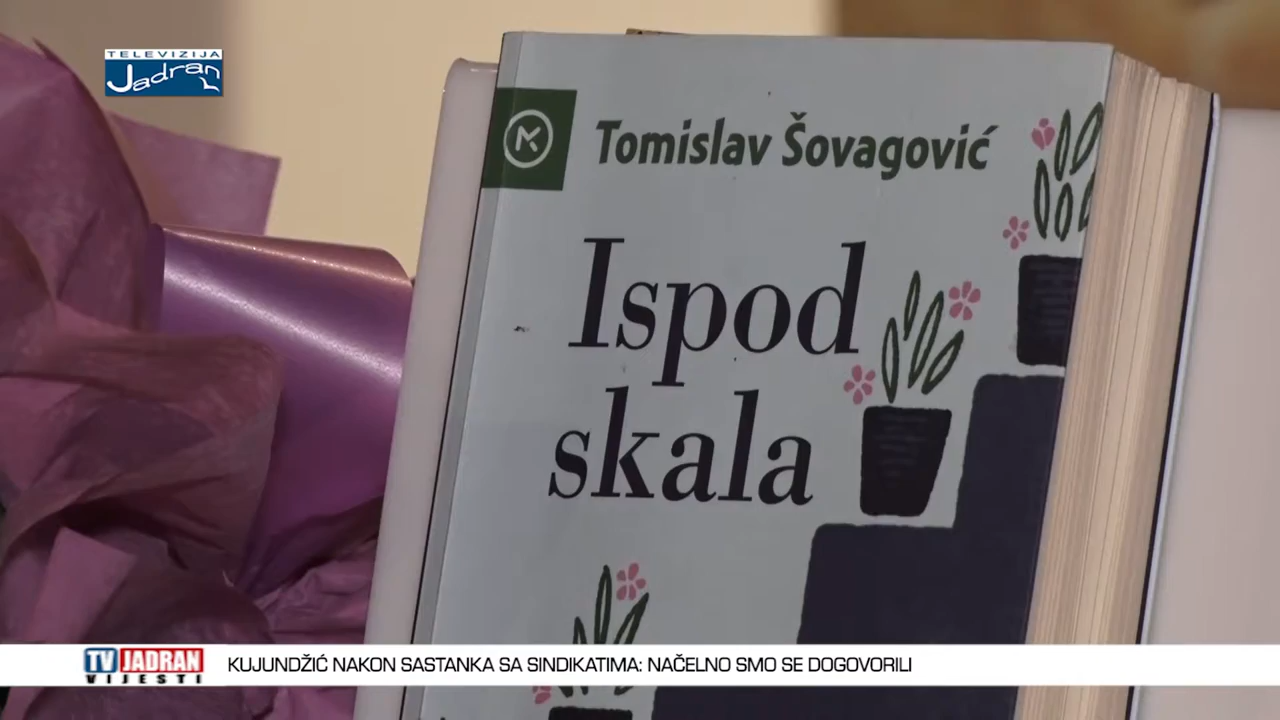 TELEVIZIJA
Jadran
Tomislav Šovagović
Ispod
skala
TV JADRAN
VIJESTI
KUJUNDŽIĆ NAKON SASTANKA SA SINDIKATIMA: NAČELNO SMO SE DOGOVORILI